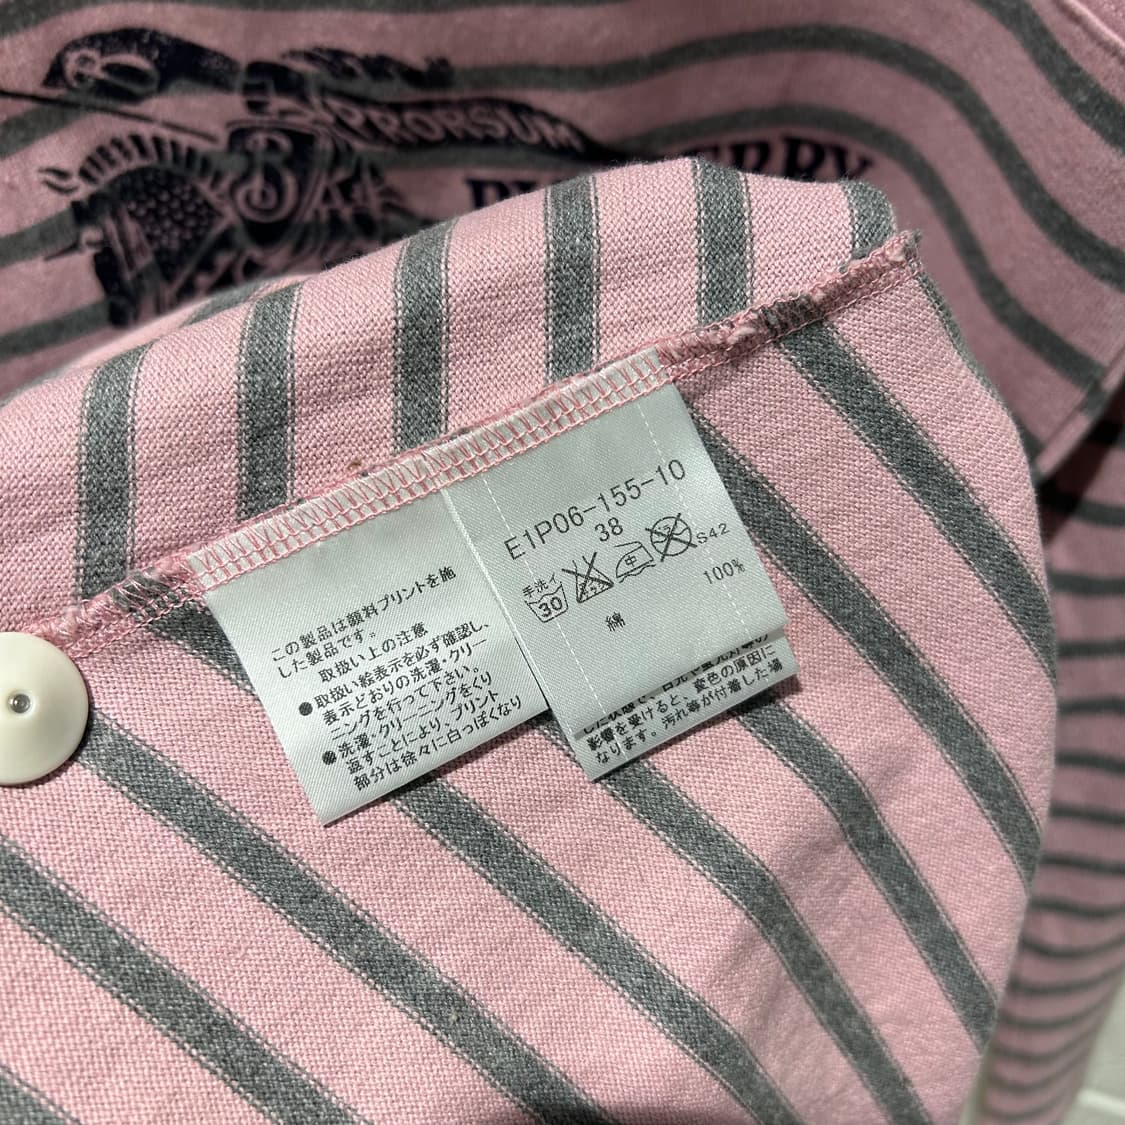 PRORSUM
この製品は顔料プリントを施
した製品です。
取扱い上の注意
●取扱い絵表示を必ず確認し、
表示どおりの洗濯・クリー
ニングを行って下さい。
●洗濯・クリーニングをくり
返すことにより、プリント
部分は徐々に白っぽくなり
E1P06-155-10
38
手洗イ
30
中
S42
綿 100%
影響を挙げると、変色の原因に
なります。汚れ等が付着した場